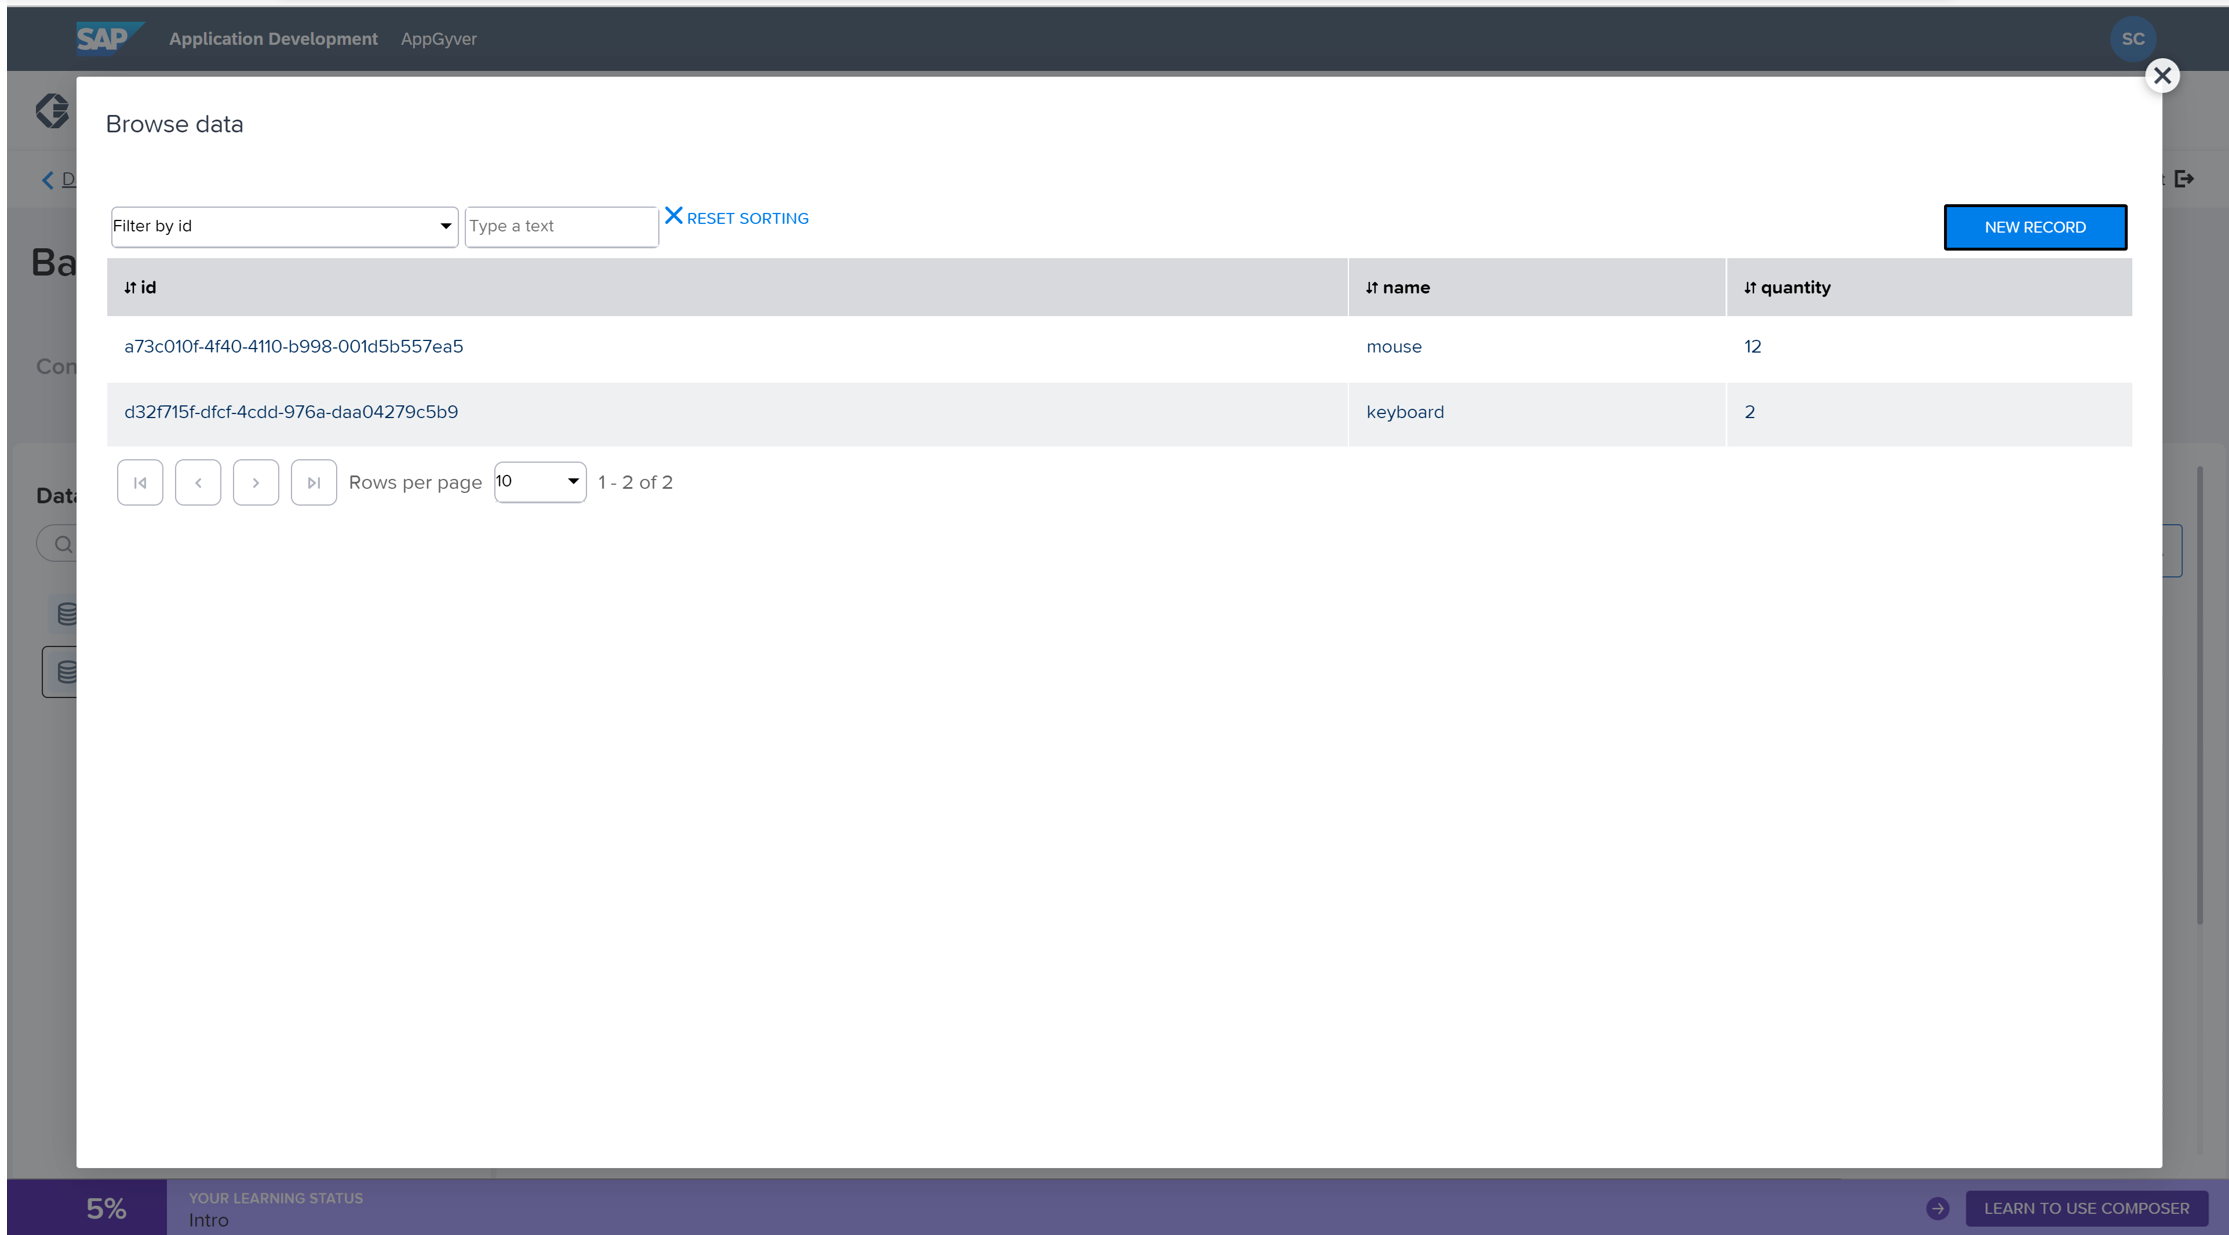 SAP Application Development AppGyver SC
Browse data
Filter by id Type a text RESET SORTING NEW RECORD
id name quantity
a73c010f-4f40-4110-b998-001d5b557ea5 mouse 12
d32f715f-dfcf-4cdd-976a-daa04279c5b9 keyboard 2
Rows per page 10 1 - 2 of 2
5% YOUR LEARNING STATUS
Intro
LEARN TO USE COMPOSER